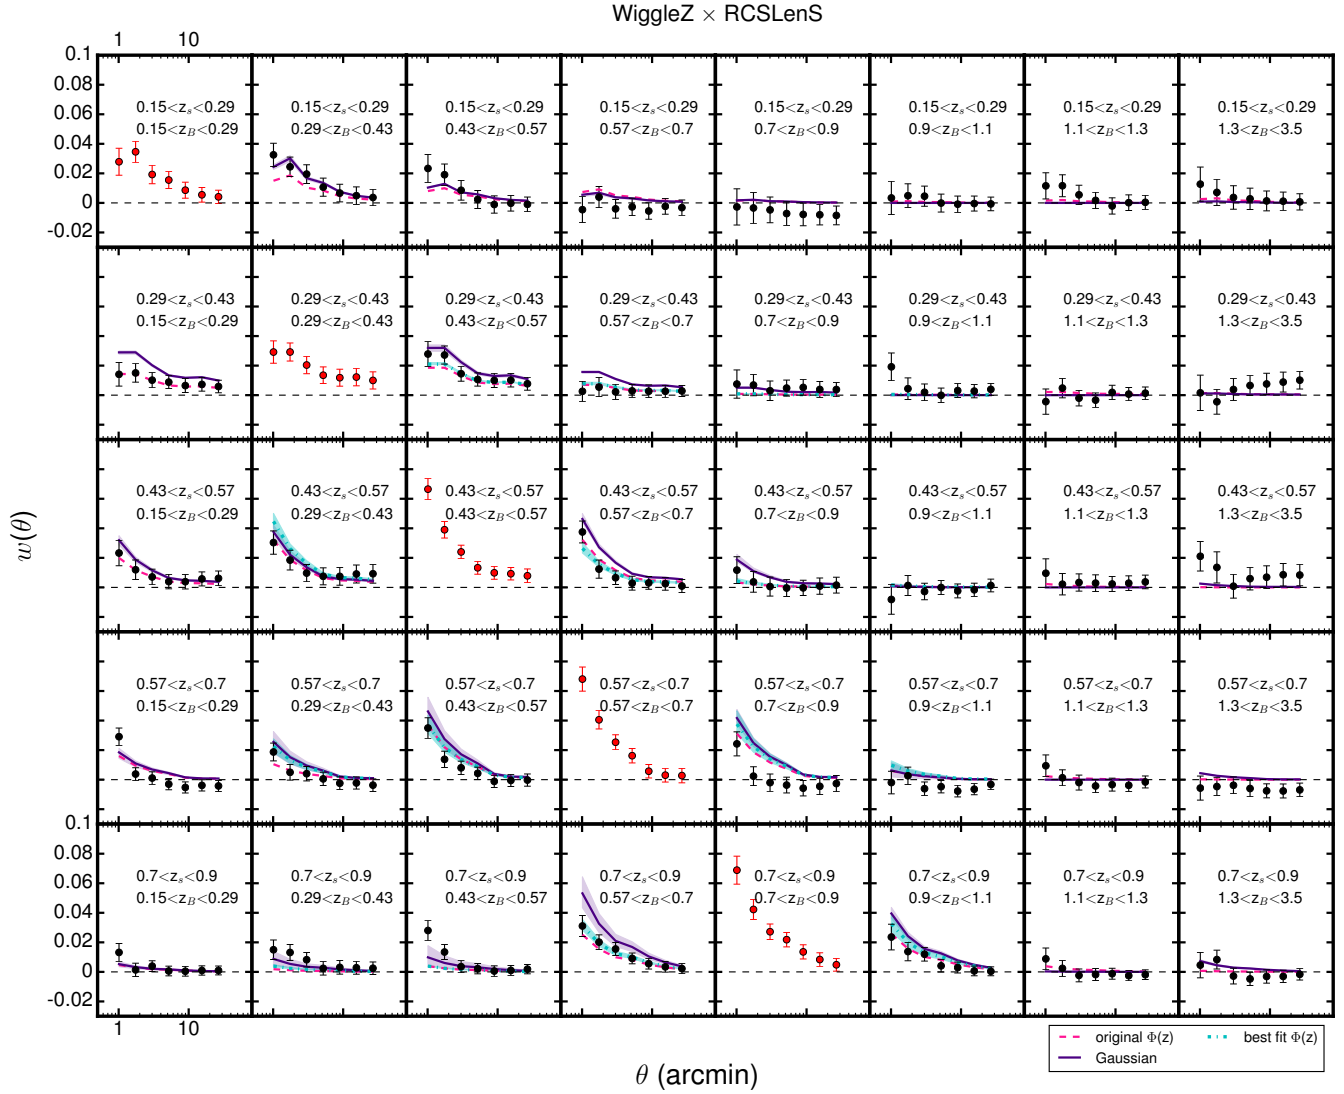 WiggleZ × RCSLenS
1 10
0.1
0.08
0.06
0.04
0.02
0
-0.02
0.15<z_s<0.29 0.15<z_s<0.29 0.15<z_s<0.29 0.15<z_s<0.29 0.15<z_s<0.29 0.15<z_s<0.29 0.15<z_s<0.29 0.15<z_s<0.29
0.15<z_B<0.29 0.29<z_B<0.43 0.43<z_B<0.57 0.57<z_B<0.7 0.7<z_B<0.9 0.9<z_B<1.1 1.1<z_B<1.3 1.3<z_B<3.5
0.29<z_s<0.43 0.29<z_s<0.43 0.29<z_s<0.43 0.29<z_s<0.43 0.29<z_s<0.43 0.29<z_s<0.43 0.29<z_s<0.43 0.29<z_s<0.43
0.15<z_B<0.29 0.29<z_B<0.43 0.43<z_B<0.57 0.57<z_B<0.7 0.7<z_B<0.9 0.9<z_B<1.1 1.1<z_B<1.3 1.3<z_B<3.5
w(θ)
0.43<z_s<0.57 0.43<z_s<0.57 0.43<z_s<0.57 0.43<z_s<0.57 0.43<z_s<0.57 0.43<z_s<0.57 0.43<z_s<0.57 0.43<z_s<0.57
0.15<z_B<0.29 0.29<z_B<0.43 0.43<z_B<0.57 0.57<z_B<0.7 0.7<z_B<0.9 0.9<z_B<1.1 1.1<z_B<1.3 1.3<z_B<3.5
0.57<z_s<0.7 0.57<z_s<0.7 0.57<z_s<0.7 0.57<z_s<0.7 0.57<z_s<0.7 0.57<z_s<0.7 0.57<z_s<0.7 0.57<z_s<0.7
0.15<z_B<0.29 0.29<z_B<0.43 0.43<z_B<0.57 0.57<z_B<0.7 0.7<z_B<0.9 0.9<z_B<1.1 1.1<z_B<1.3 1.3<z_B<3.5
0.1
0.08
0.06
0.04
0.02
0
-0.02
0.7<z_s<0.9 0.7<z_s<0.9 0.7<z_s<0.9 0.7<z_s<0.9 0.7<z_s<0.9 0.7<z_s<0.9 0.7<z_s<0.9 0.7<z_s<0.9
0.15<z_B<0.29 0.29<z_B<0.43 0.43<z_B<0.57 0.57<z_B<0.7 0.7<z_B<0.9 0.9<z_B<1.1 1.1<z_B<1.3 1.3<z_B<3.5
1 10
θ (arcmin)
original Φ(z) best fit Φ(z)
Gaussian